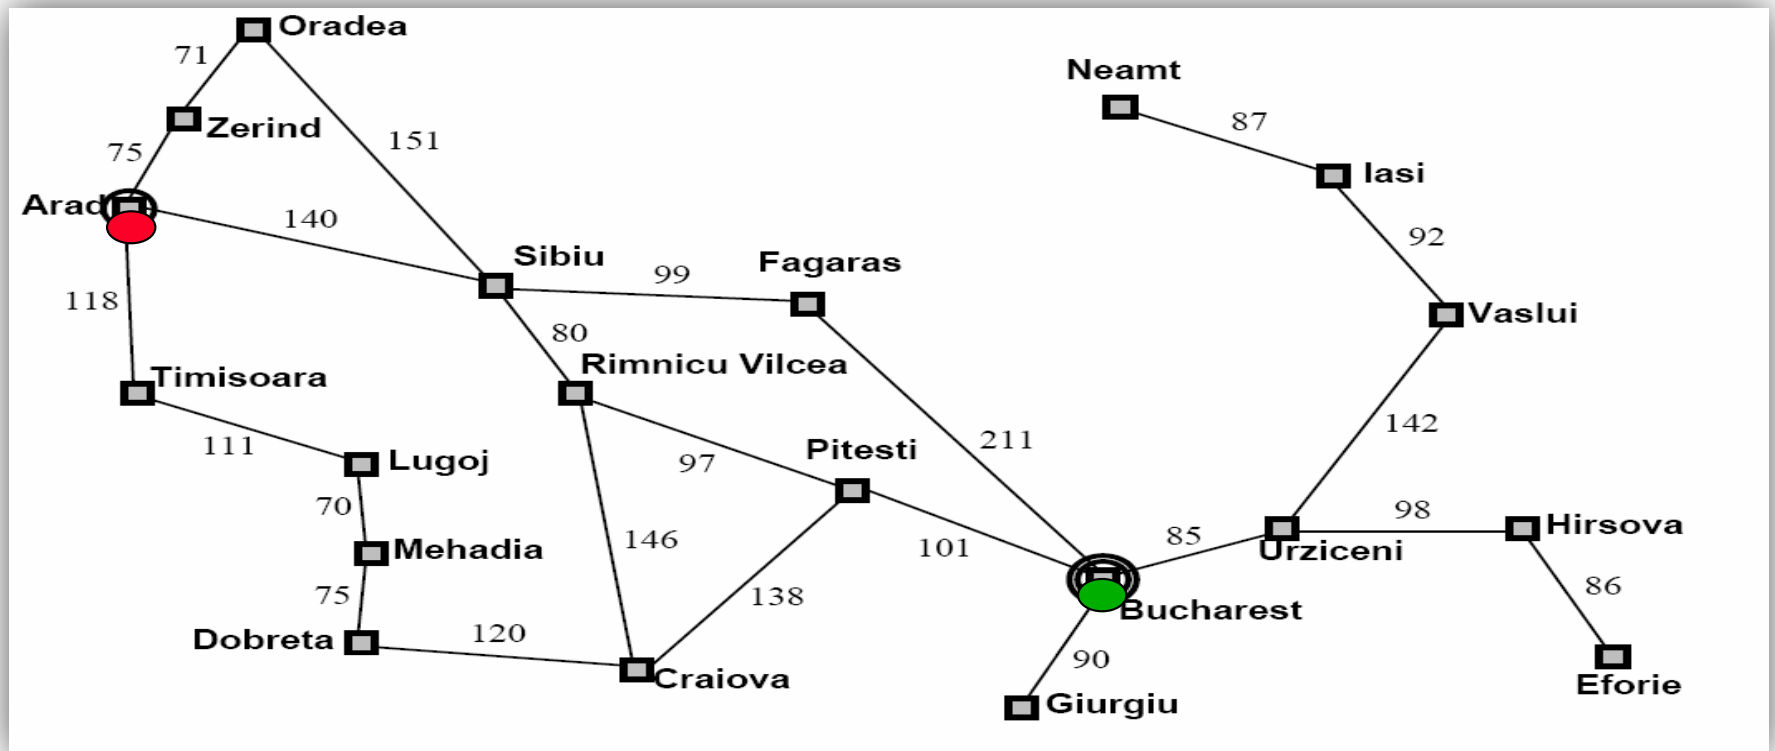 Oradea
71
Neamt
Zerind
87
151
75
Iasi
Arad
140
92
Sibiu
Fagaras
99
118
Vaslui
80
Rimnicu Vilcea
Timisoara
142
211
111
Pitesti
97
Lugoj
70
98
Hirsova
146
101
85
Urziceni
Mehadia
86
75
138
Bucharest
Dobreta
120
90
Craiova
Eforie
Giurgiu